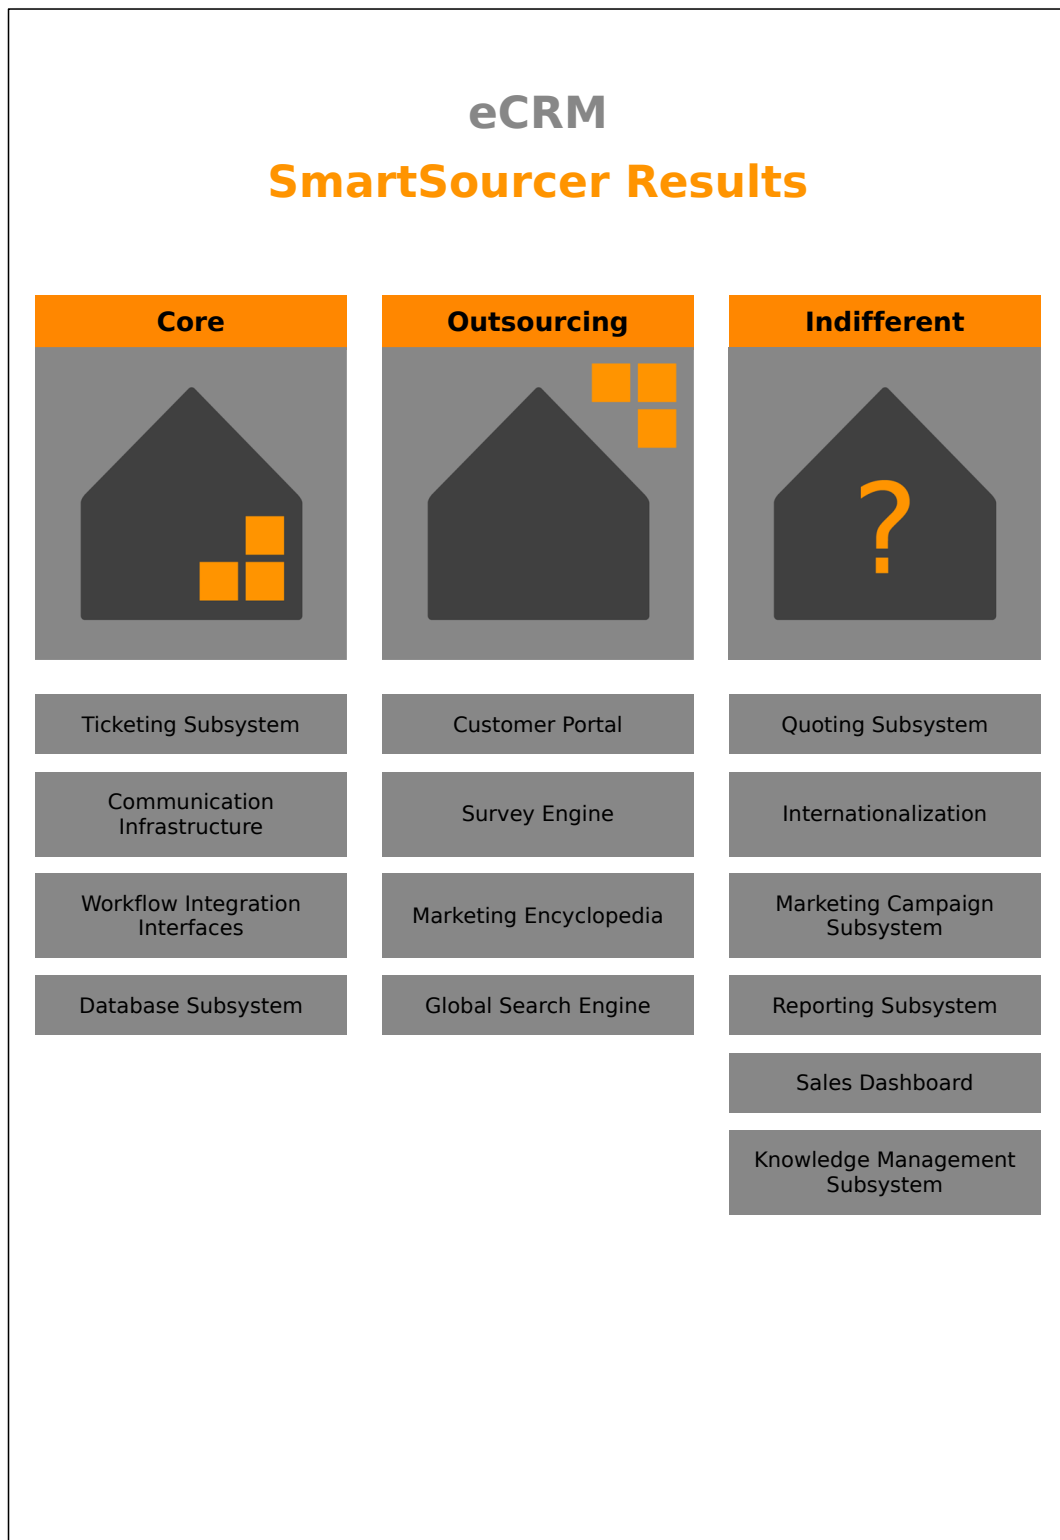 eCRM
SmartSourcer Results
Core
Outsourcing
Indifferent
?
Ticketing Subsystem
Communication
Infrastructure
Workflow Integration
Interfaces
Database Subsystem
Customer Portal
Survey Engine
Marketing Encyclopedia
Global Search Engine
Quoting Subsystem
Internationalization
Marketing Campaign
Subsystem
Reporting Subsystem
Sales Dashboard
Knowledge Management
Subsystem